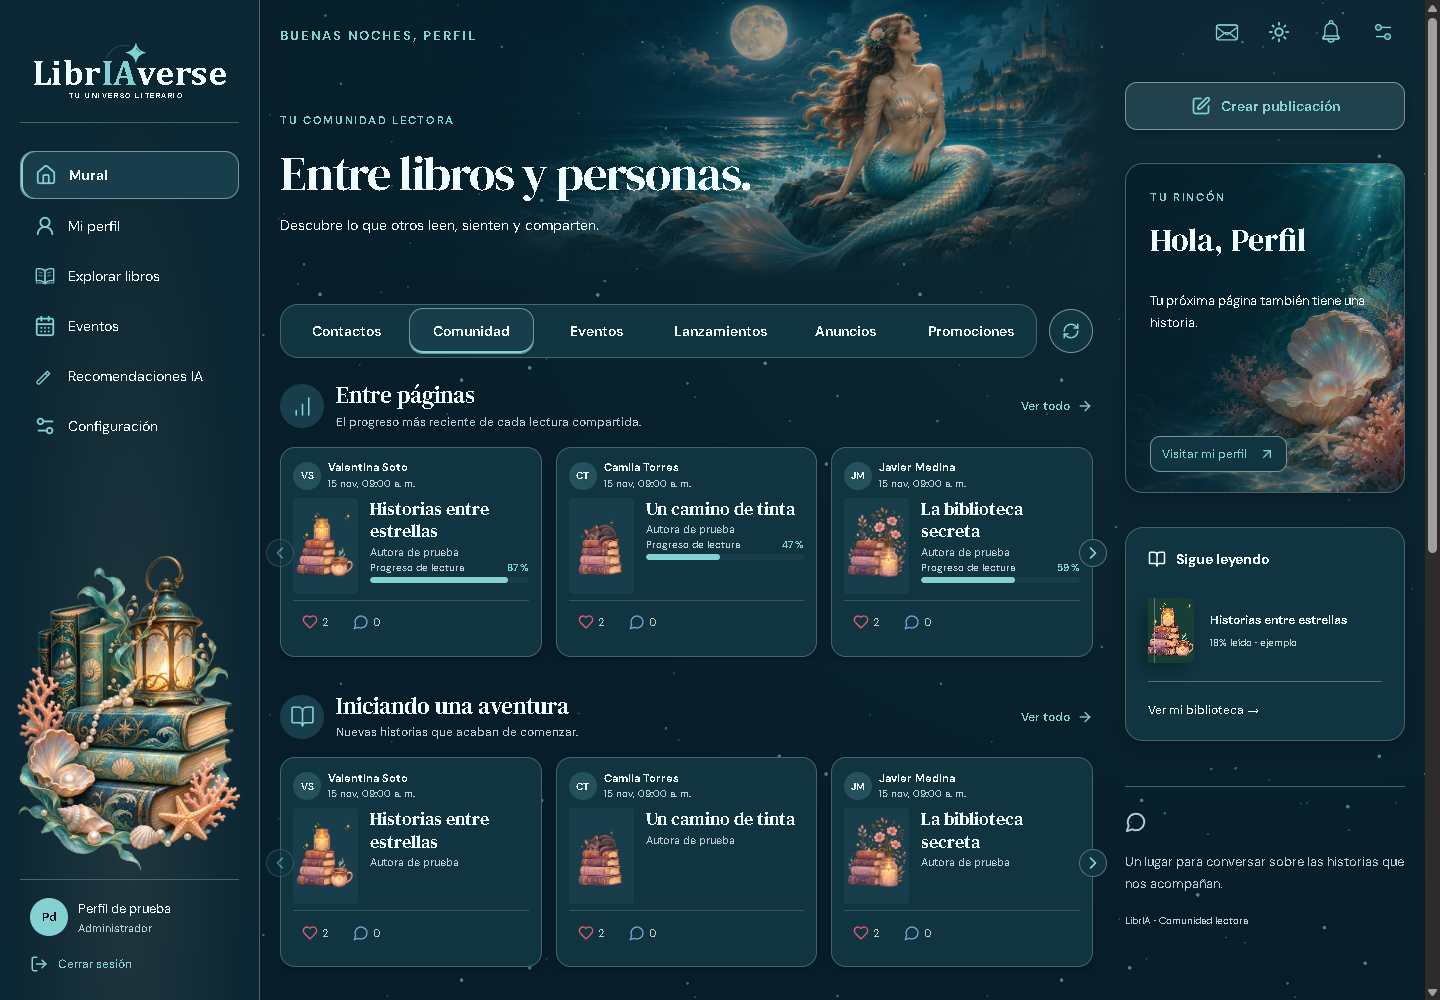 LibrIAverse
TU UNIVERSO LITERARIO
Mural
Mi perfil
Explorar libros
Eventos
Recomendaciones IA
Configuración
Pd
Perfil de prueba
Administrador
Cerrar sesión
BUENAS NOCHES, PERFIL
TU COMUNIDAD LECTORA
Entre libros y personas.
Descubre lo que otros leen, sienten y comparten.
Contactos
Comunidad
Eventos
Lanzamientos
Anuncios
Promociones
Entre páginas
El progreso más reciente de cada lectura compartida.
Ver todo →
VS
Valentina Soto
15 nov, 09:00 a. m.
Historias entre
estrellas
Autora de prueba
Progreso de lectura 87%
2 0
CT
Camila Torres
15 nov, 09:00 a. m.
Un camino de tinta
Autora de prueba
Progreso de lectura 47%
2 0
JM
Javier Medina
15 nov, 09:00 a. m.
La biblioteca
secreta
Autora de prueba
Progreso de lectura 59%
2 0
Iniciando una aventura
Nuevas historias que acaban de comenzar.
Ver todo →
VS
Valentina Soto
15 nov, 09:00 a. m.
Historias entre
estrellas
Autora de prueba
2 0
CT
Camila Torres
15 nov, 09:00 a. m.
Un camino de tinta
Autora de prueba
2 0
JM
Javier Medina
15 nov, 09:00 a. m.
La biblioteca
secreta
Autora de prueba
2 0
Crear publicación
TU RINCÓN
Hola, Perfil
Tu próxima página también tiene una
historia.
Visitar mi perfil
Sigue leyendo
Historias entre estrellas
18% leído · ejemplo
Ver mi biblioteca →
Un lugar para conversar sobre las historias que
nos acompañan.
LibrIA · Comunidad lectora